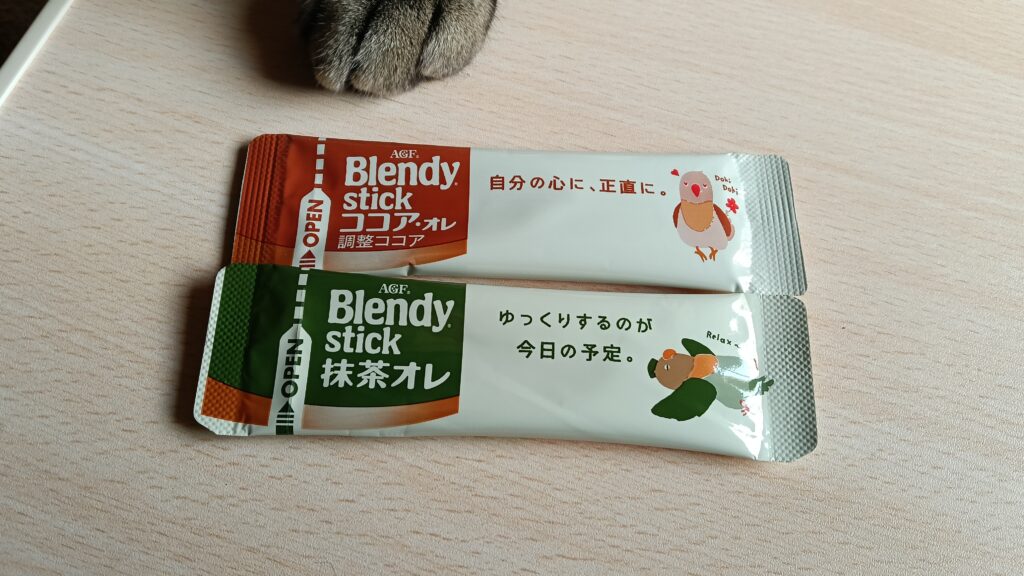 AGF®
Blendy®
stick
ココア・オレ
調整ココア
OPEN
自分の心に、正直に。
Doki
Doki
AGF®
Blendy®
stick
抹茶オレ
OPEN
ゆっくりするのが
今日の予定。
Relax~